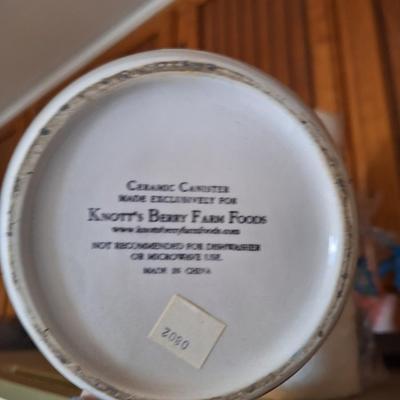 CERAMIC CANISTER
MADE EXCLUSIVELY FOR
KNOTT'S BERRY FARM FOODS
www.knottsberryfarmfoods.com
NOT RECOMMENDED FOR DISHWASHER
OR MICROWAVE USE.
MADE IN CHINA
0802